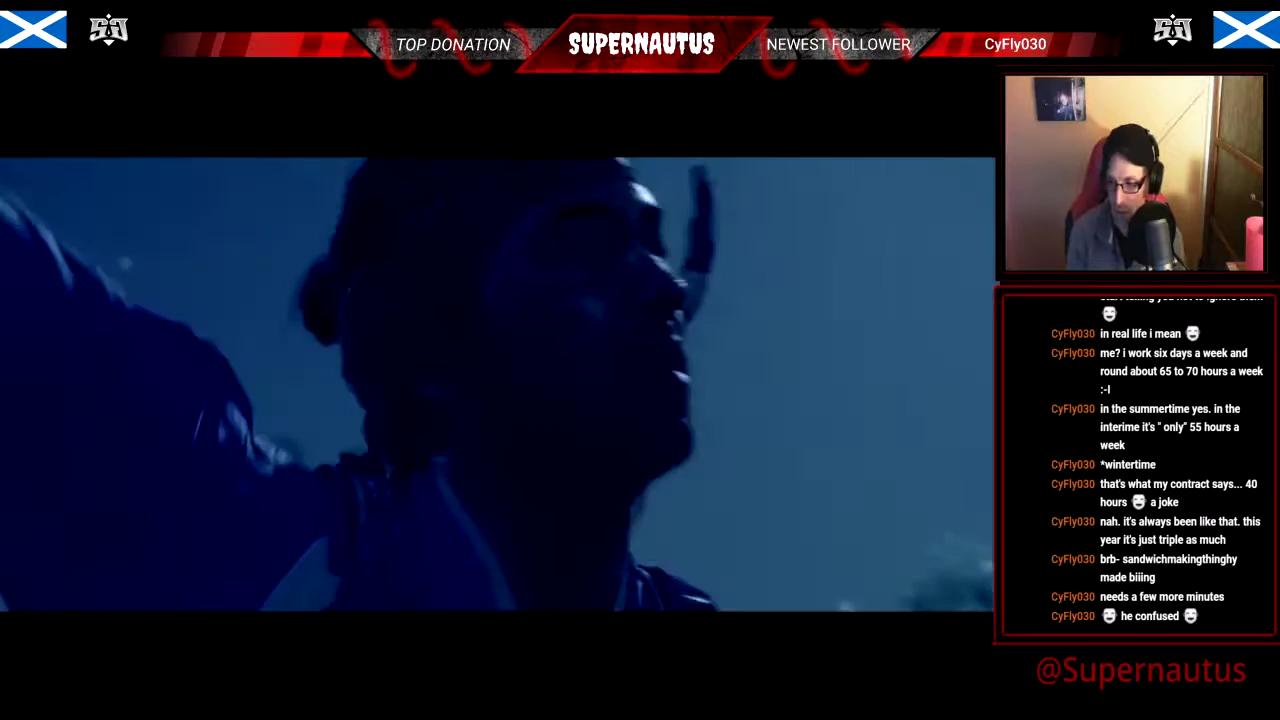 TOP DONATION
SUPERNAUTUS
NEWEST FOLLOWER
CyFly030
CyFly030 in real life i mean
CyFly030 me? i work six days a week and
round about 65 to 70 hours a week
:-I
CyFly030 in the summertime yes. in the
interime it's " only" 55 hours a
week
CyFly030 *wintertime
CyFly030 that's what my contract says... 40
hours a joke
CyFly030 nah. it's always been like that. this
year it's just triple as much
CyFly030 brb- sandwichmakingthinghy
made biiing
CyFly030 needs a few more minutes
CyFly030 he confused
@Supernautus